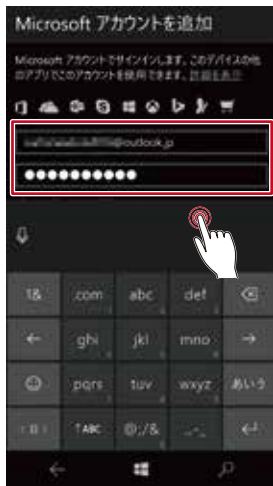 Microsoft アカウントを追加
Microsoft アカウントでサインインします。このデバイスの他
のアプリでこのアカウントを使用できます。詳細を表示
@outlook.jp
1&
.com
abc
def
ghi
jkl
mno
pqrs
tuv
wxyz
あいう
↑ABC
@:/&
.-_